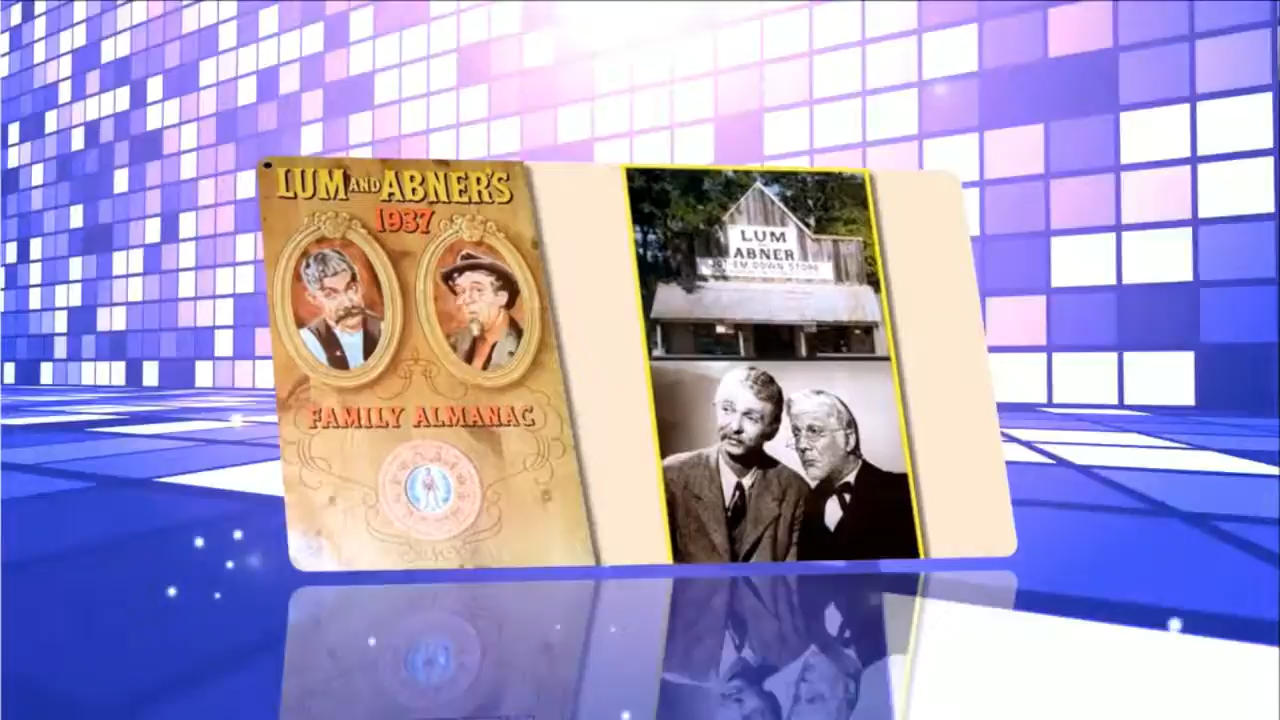 LUM AND ABNER'S
1937
FAMILY ALMANAC
LUM
ABNER
JOT-EM DOWN STORE